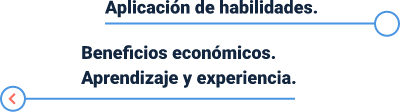 Aplicación de habilidades.
Beneficios económicos.
Aprendizaje y experiencia.